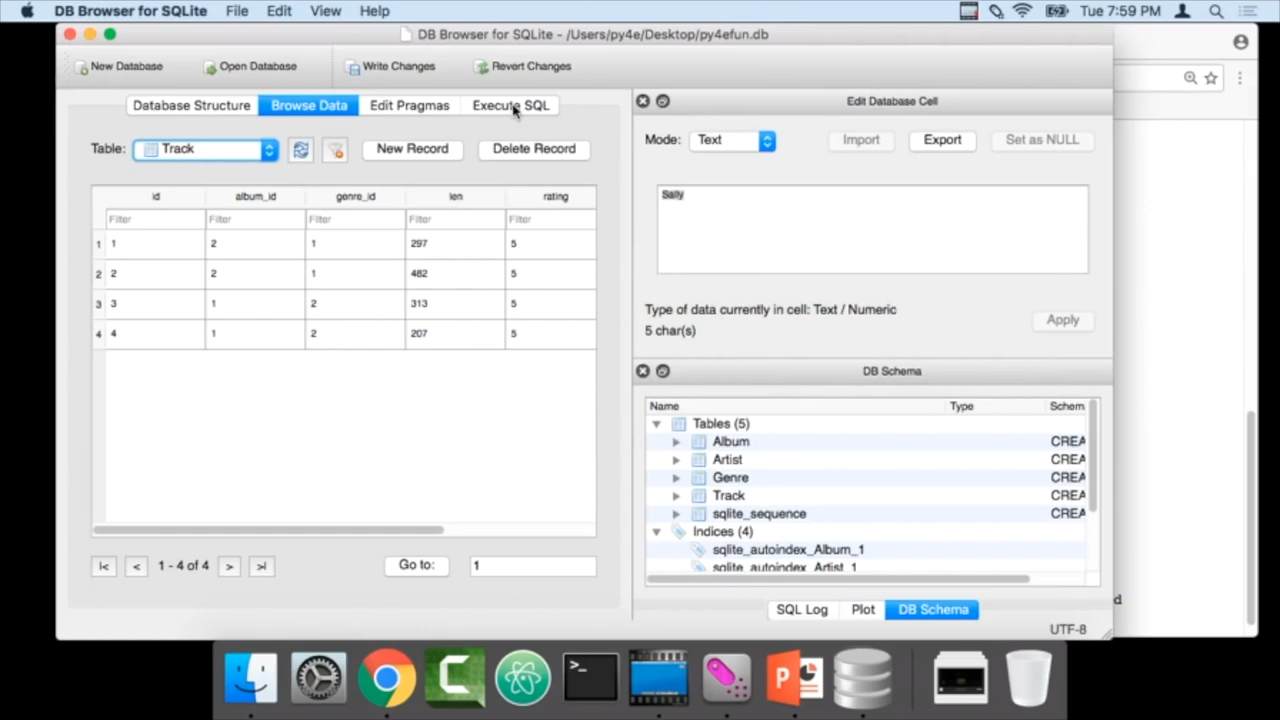 DB Browser for SQLite File Edit View Help Tue 7:59 PM
DB Browser for SQLite - /Users/py4e/Desktop/py4efun.db
New Database Open Database Write Changes Revert Changes
Database Structure Browse Data Edit Pragmas Execute SQL
Table: Track New Record Delete Record
id album_id genre_id len rating
Filter Filter Filter Filter Filter
1 1 2 1 297 5
2 2 2 1 482 5
3 3 1 2 313 5
4 4 1 2 207 5
1 - 4 of 4 Go to: 1
Edit Database Cell
Mode: Text Import Export Set as NULL
Sally
Type of data currently in cell: Text / Numeric
5 char(s)
Apply
DB Schema
Name Type Schem
Tables (5)
Album CREA
Artist CREA
Genre CREA
Track CREA
sqlite_sequence CREA
Indices (4)
sqlite_autoindex_Album_1
sqlite_autoindex_Artist_1
SQL Log Plot DB Schema
UTF-8
d